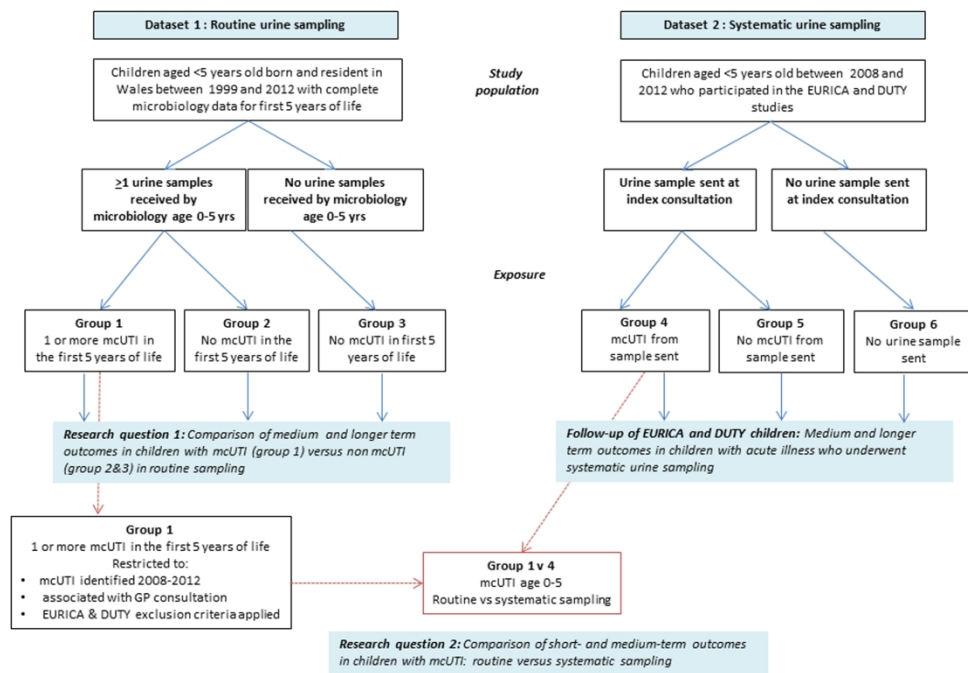 Dataset 1 : Routine urine sampling
Dataset 2 : Systematic urine sampling
Children aged <5 years old born and resident in
Wales between 1999 and 2012 with complete
microbiology data for first 5 years of life
Study
population
Children aged <5 years old between 2008 and
2012 who participated in the EURICA and DUTY
studies
≥1 urine samples
received by
microbiology age 0-5 yrs
No urine samples
received by microbiology
age 0-5 yrs
Urine sample sent at
index consultation
No urine sample sent
at index consultation
Exposure
Group 1
1 or more mcUTI in
the first 5 years of life
Group 2
No mcUTI in the
first 5 years of life
Group 3
No mcUTI in first 5
years of life
Group 4
mcUTI from
sample sent
Group 5
No mcUTI from
sample sent
Group 6
No urine sample
sent
Research question 1: Comparison of medium and longer term
outcomes in children with mcUTI (group 1) versus non mcUTI
(group 2&3) in routine sampling
Follow-up of EURICA and DUTY children: Medium and longer
term outcomes in children with acute illness who underwent
systematic urine sampling
Group 1
1 or more mcUTI in the first 5 years of life
Restricted to:
• mcUTI identified 2008-2012
• associated with GP consultation
• EURICA & DUTY exclusion criteria applied
Group 1 v 4
mcUTI age 0-5
Routine vs systematic sampling
Research question 2: Comparison of short- and medium-term outcomes
in children with mcUTI: routine versus systematic sampling